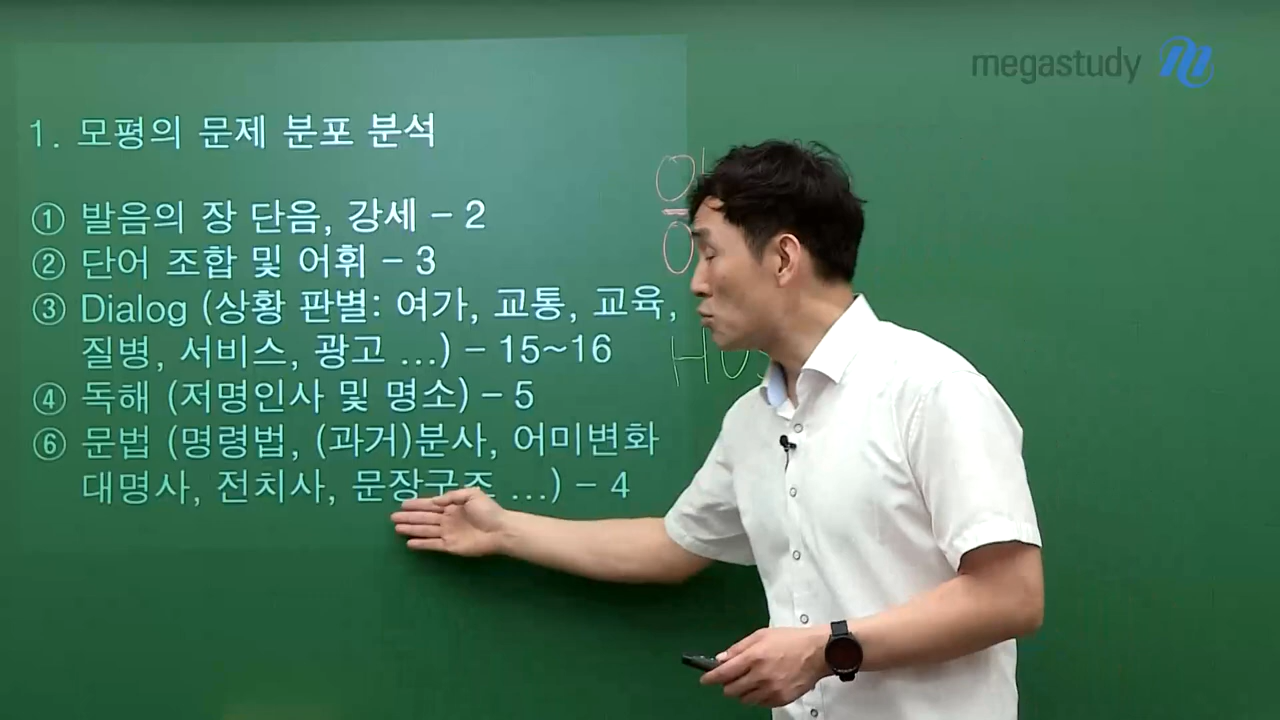 megastudy
1. 모평의 문제 분포 분석
① 발음의 장 단음, 강세 – 2
② 단어 조합 및 어휘 – 3
③ Dialog (상황 판별: 여가, 교통, 교육,
질병, 서비스, 광고 ...) – 15~16
④ 독해 (저명인사 및 명소) – 5
⑥ 문법 (명령법, (과거)분사, 어미변화
대명사, 전치사, 문장구조 ...) – 4